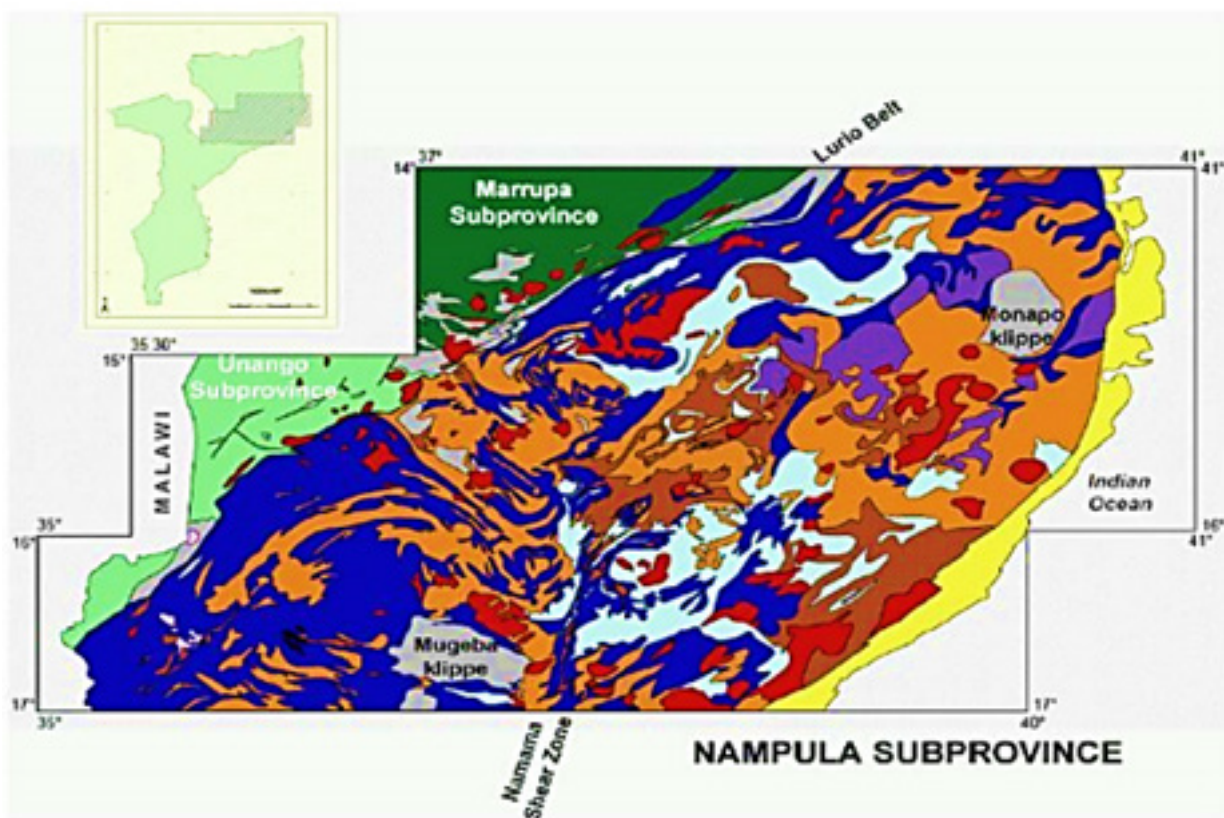 Lurio Belt
37°
14°
41°
41°
Marrupa
Subprovince
Monapo
klippe
35 30'
15°
Unango
Subprovince
MALAWI
Indian
Ocean
35°
16°
16°
41°
Mugeba
klippe
17°
35°
17°
40°
Namama
Shear Zone
NAMPULA SUBPROVINCE